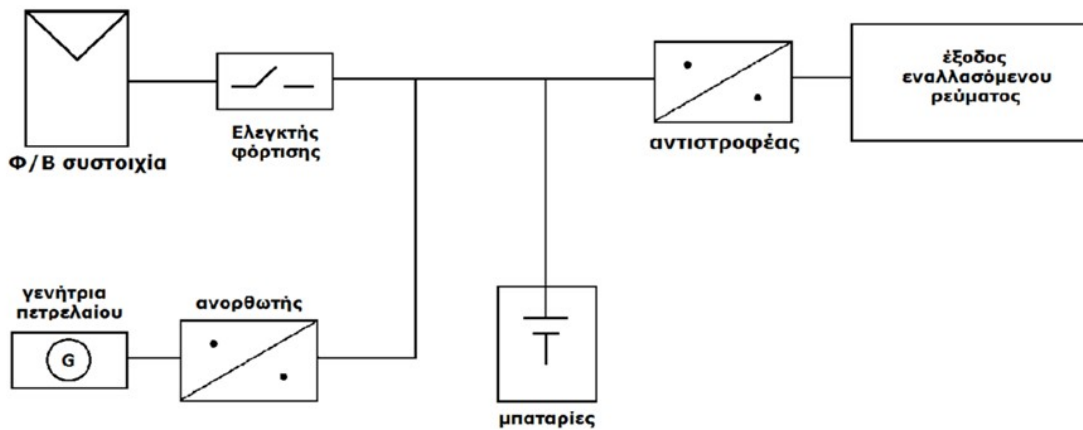 Φ/Β συστοιχία
Ελεγκτής
φόρτισης
αντιστροφέας
έξοδος
εναλλασόμενου
ρεύματος
γενήτρια
πετρελαίου
G
ανορθωτής
μπαταρίες